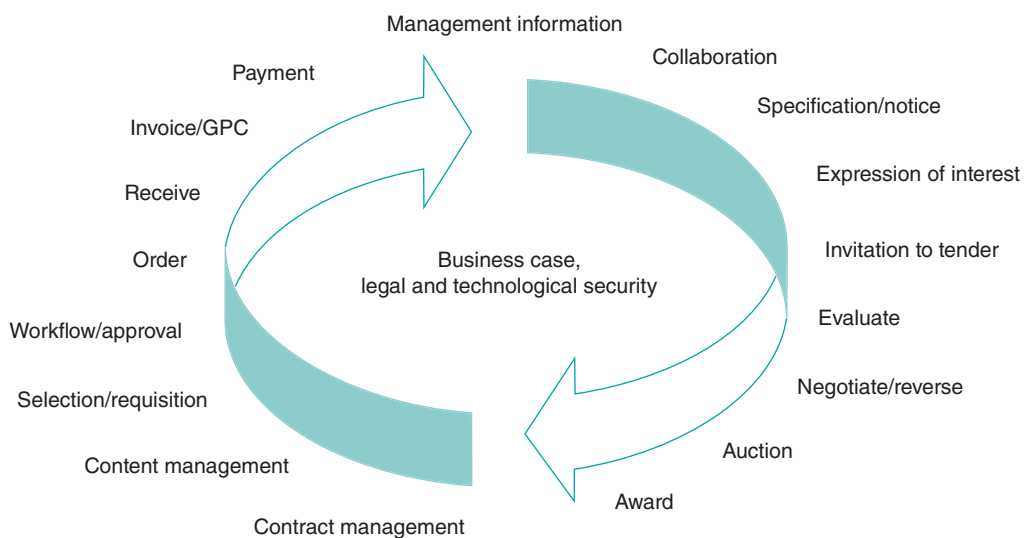 Management information
Collaboration
Specification/notice
Expression of interest
Invitation to tender
Evaluate
Negotiate/reverse
Auction
Award
Contract management
Content management
Selection/requisition
Workflow/approval
Order
Receive
Invoice/GPC
Payment
Business case,
legal and technological security